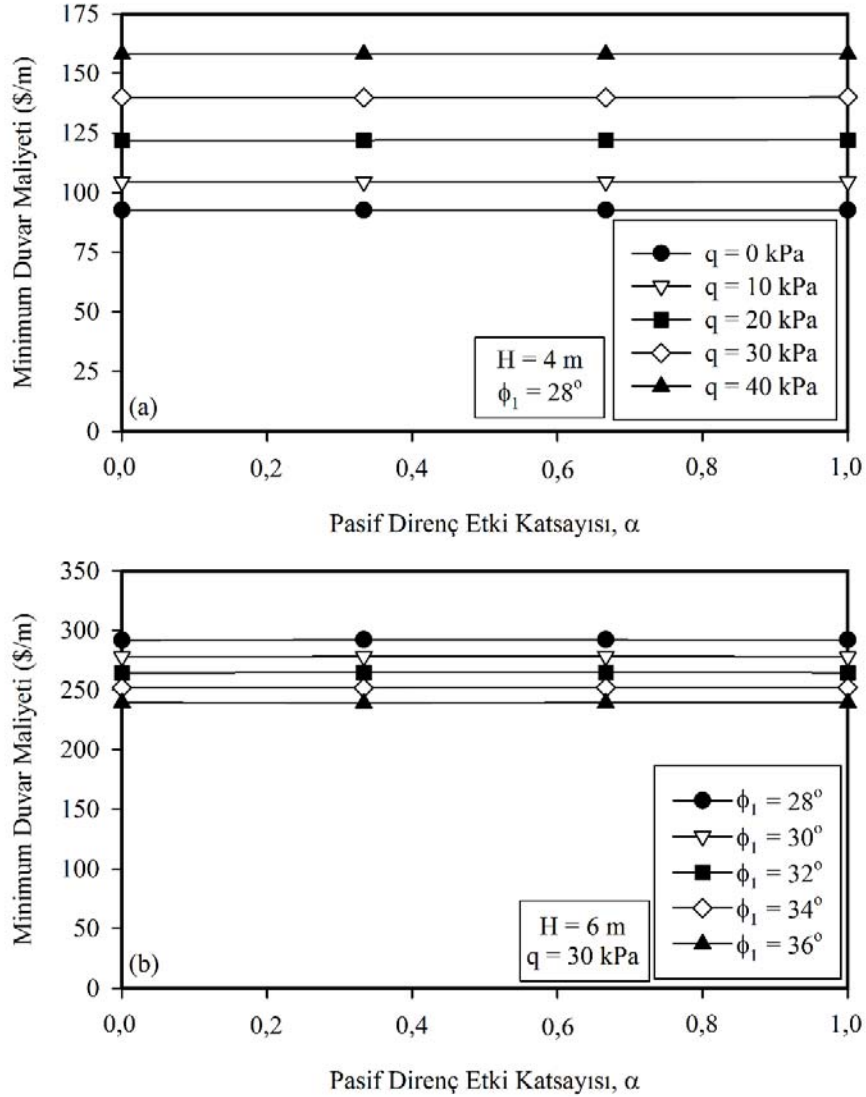 Minimum Duvar Maliyeti ($/m)
175
150
125
100
75
50
25
0
q = 0 kPa
q = 10 kPa
q = 20 kPa
q = 30 kPa
q = 40 kPa
H = 4 m
ϕ₁ = 28°
(a)
0,0 0,2 0,4 0,6 0,8 1,0
Pasif Direnç Etki Katsayısı, α
Minimum Duvar Maliyeti ($/m)
350
300
250
200
150
100
50
0
ϕ₁ = 28°
ϕ₁ = 30°
ϕ₁ = 32°
ϕ₁ = 34°
ϕ₁ = 36°
H = 6 m
q = 30 kPa
(b)
0,0 0,2 0,4 0,6 0,8 1,0
Pasif Direnç Etki Katsayısı, α